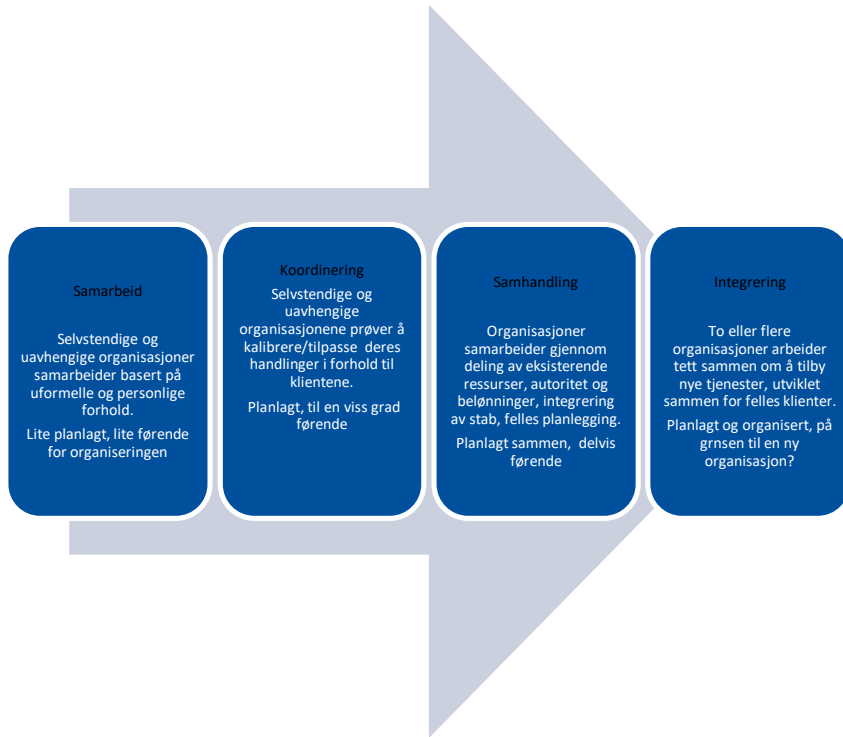 Samarbeid
Selvstendige og
uavhengige organisasjoner
samarbeider basert på
uformelle og personlige
forhold.
Lite planlagt, lite førende
for organiseringen
Koordinering
Selvstendige og
uavhengige
organisasjonene prøver å
kalibrere/tilpasse deres
handlinger i forhold til
klientene.
Planlagt, til en viss grad
førende
Samhandling
Organisasjoner
samarbeider gjennom
deling av eksisterende
ressurser, autoritet og
belønninger, integrering
av stab, felles planlegging.
Planlagt sammen, delvis
førende
Integrering
To eller flere
organisasjoner arbeider
tett sammen om å tilby
nye tjenester, utviklet
sammen for felles klienter.
Planlagt og organisert, på
grnsen til en ny
organisasjon?